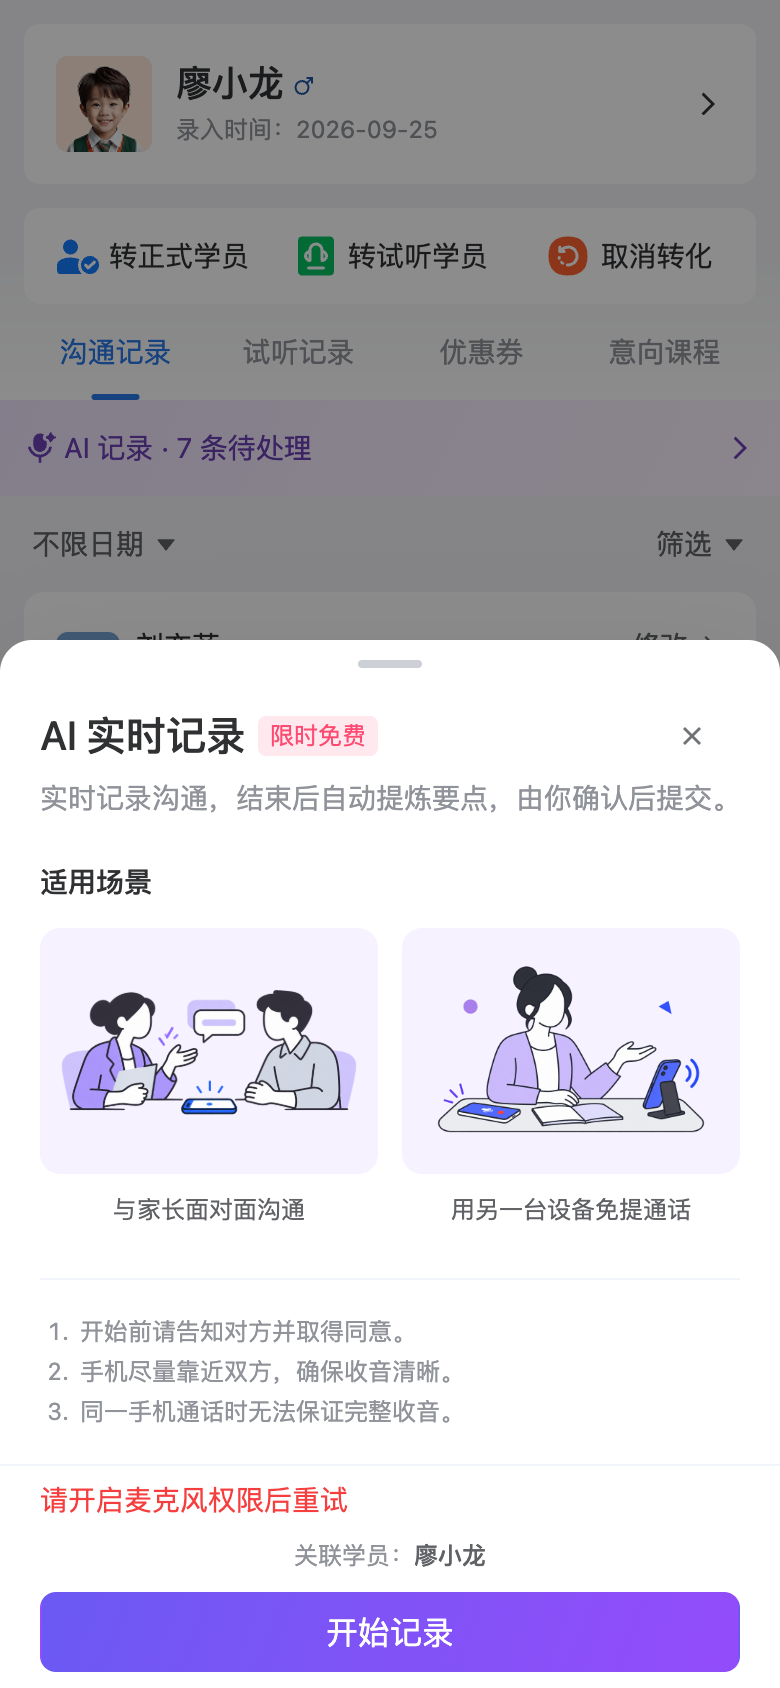 廖小龙
录入时间：2026-09-25
转正式学员
转试听学员
取消转化
沟通记录
试听记录
优惠券
意向课程
AI 记录 · 7 条待处理
不限日期
筛选
AI 实时记录
限时免费
实时记录沟通，结束后自动提炼要点，由你确认后提交。
适用场景
与家长面对面沟通
用另一台设备免提通话
1. 开始前请告知对方并取得同意。
2. 手机尽量靠近双方，确保收音清晰。
3. 同一手机通话时无法保证完整收音。
请开启麦克风权限后重试
关联学员：廖小龙
开始记录